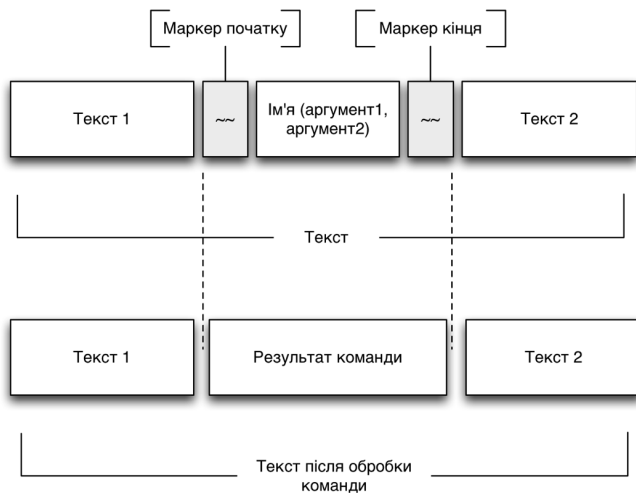 Маркер початку
Маркер кінця
Текст 1
~~
Ім'я (аргумент1,
аргумент2)
~~
Текст 2
Текст
Текст 1
Результат команди
Текст 2
Текст після обробки
команди